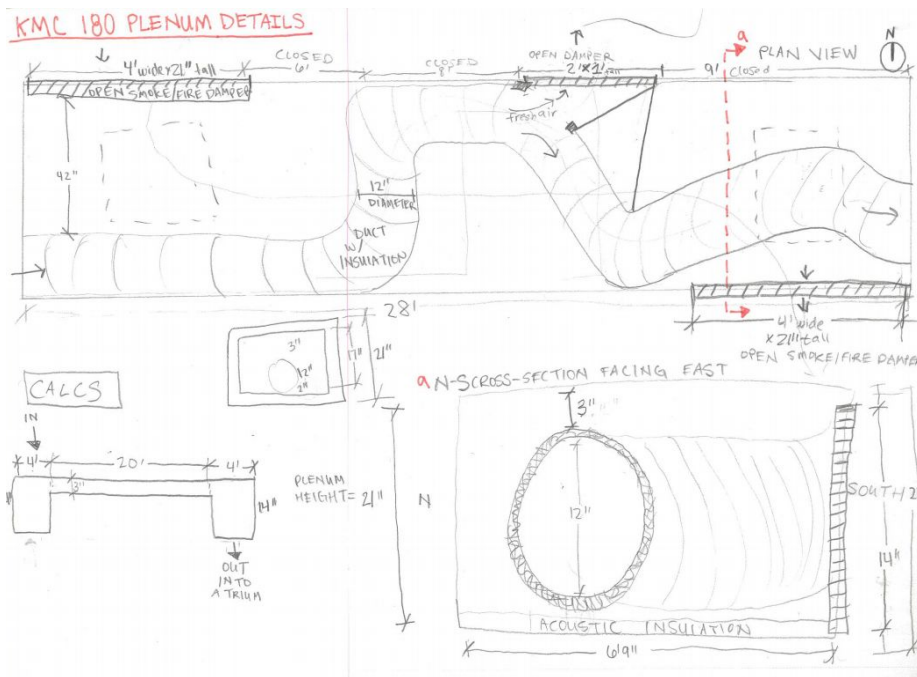 KMC 180 PLENUM DETAILS
4' wide x 21" tall
CLOSED
6'
CLOSED
8'
OPEN DAMPER
2' x 1' tall
9' closed
a
PLAN VIEW
N
OPEN SMOKE/FIRE DAMPER
fresh air
42"
12"
DIAMETER
DUCT
W/
INSULATION
28'
4' wide
x 21" tall
OPEN SMOKE/FIRE DAMPER
3"
12"
2"
17"
21"
CALCS
a N-S CROSS-SECTION FACING EAST
IN
4'
20'
4'
3"
14"
OUT
INTO
ATRIUM
PLENUM
HEIGHT = 21"
N
3"
12"
SOUTH
14"
ACOUSTIC INSULATION
6'9"